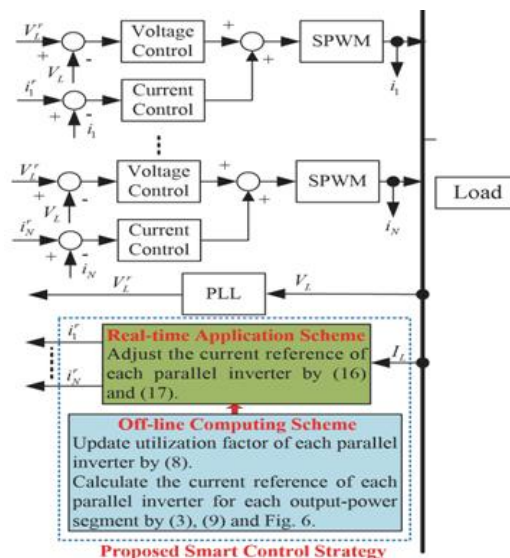 V_L^r + - V_L Voltage Control + + SPWM i_1
i_1^r + - i_1 Current Control
V_L^r + - V_L Voltage Control + + SPWM i_N
Load
i_N^r + - i_N Current Control
V_L^r PLL V_L
i_1^r
i_N^r
I_L
Real-time Application Scheme
Adjust the current reference of
each parallel inverter by (16)
and (17).
Off-line Computing Scheme
Update utilization factor of each parallel
inverter by (8).
Calculate the current reference of each
parallel inverter for each output-power
segment by (3), (9) and Fig. 6.
Proposed Smart Control Strategy